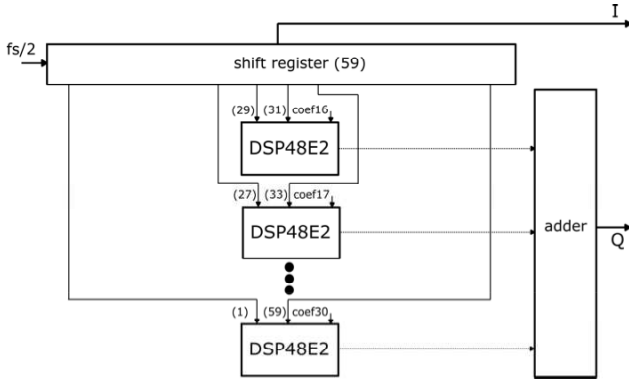 I
fs/2
shift register (59)
(29) (31) coef16
DSP48E2
(27) (33) coef17
DSP48E2
adder
Q
(1) (59) coef30
DSP48E2